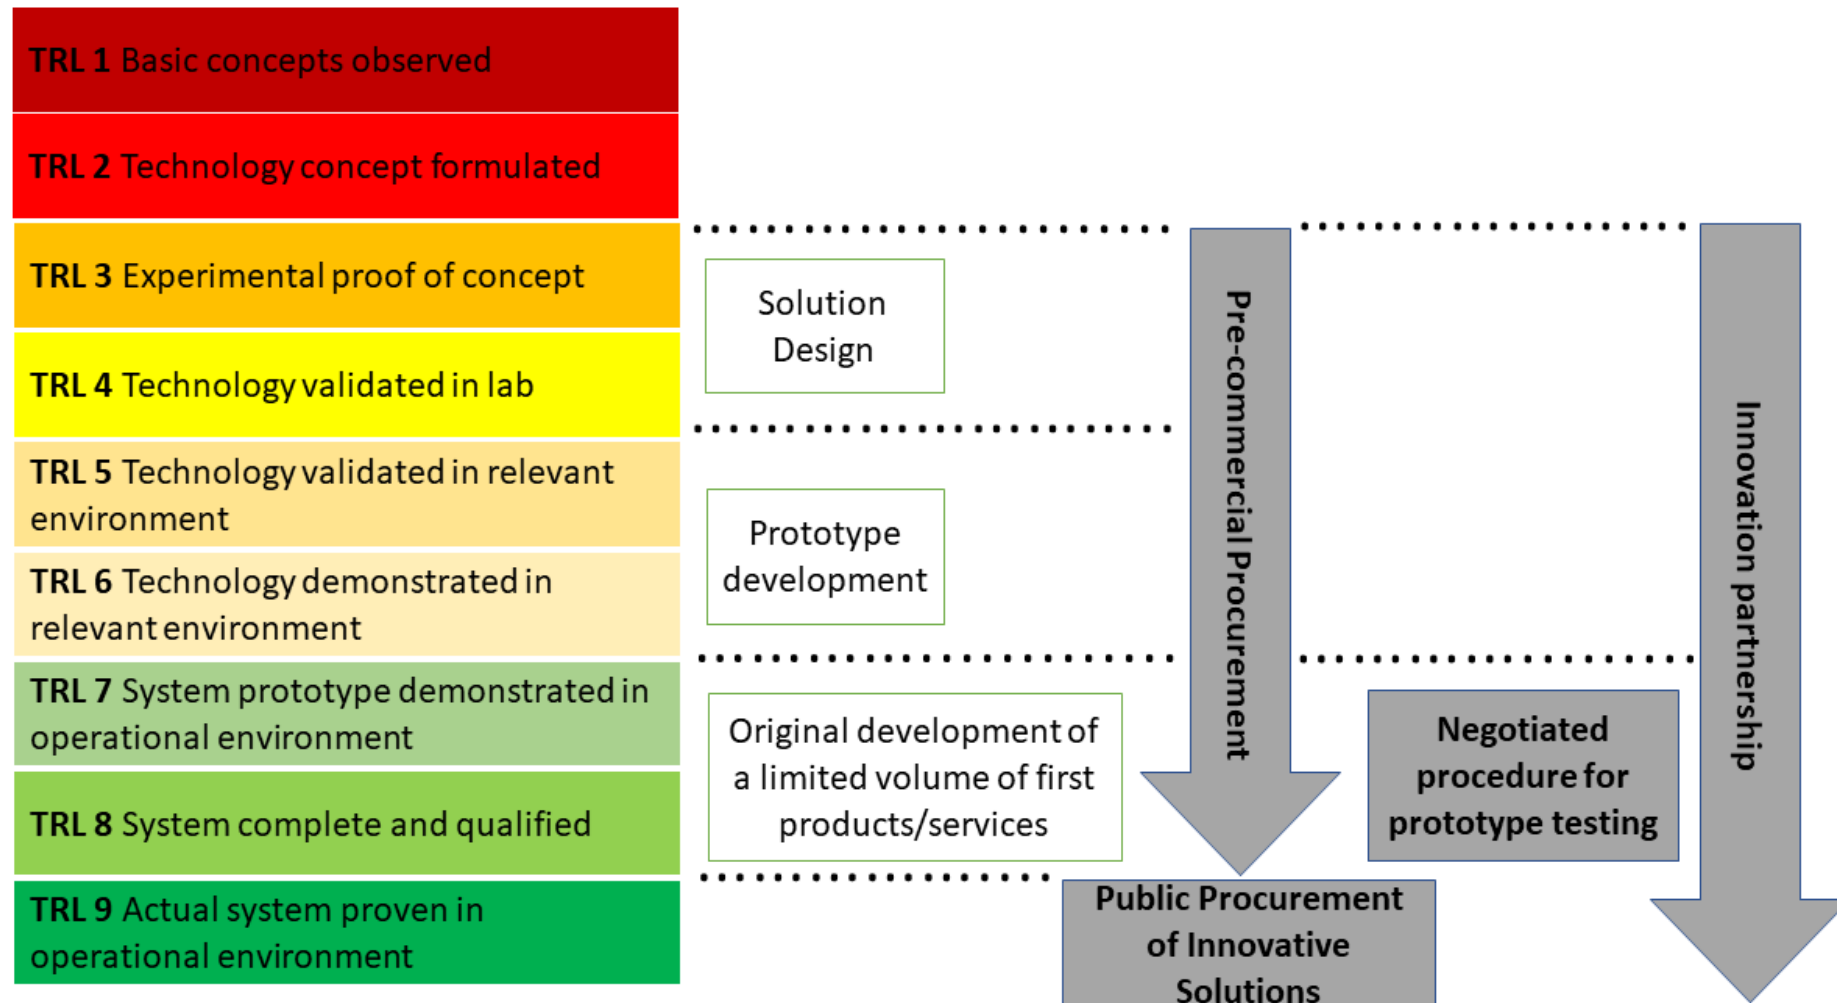 TRL 1 Basic concepts observed
TRL 2 Technology concept formulated
TRL 3 Experimental proof of concept
TRL 4 Technology validated in lab
TRL 5 Technology validated in relevant
environment
TRL 6 Technology demonstrated in
relevant environment
TRL 7 System prototype demonstrated in
operational environment
TRL 8 System complete and qualified
TRL 9 Actual system proven in
operational environment
Solution
Design
Prototype
development
Original development of
a limited volume of first
products/services
Pre-commercial Procurement
Public Procurement
of Innovative
Solutions
Negotiated
procedure for
prototype testing
Innovation partnership